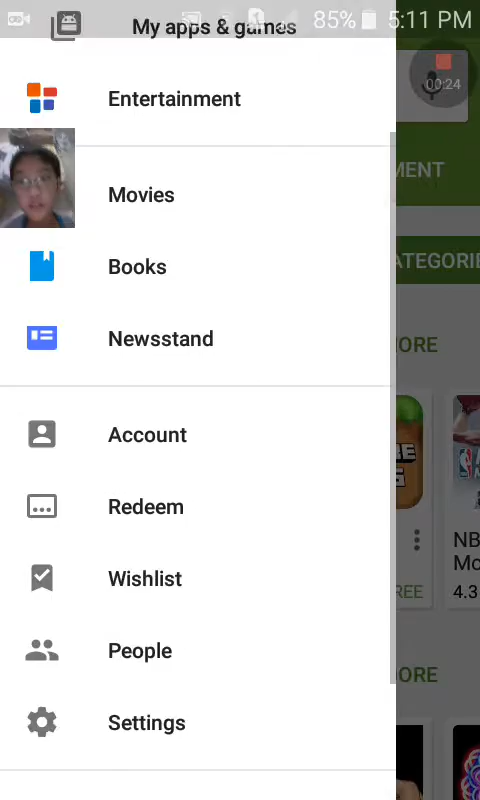 85% 5:11 PM
My apps & games
00:24
Entertainment
MENT
Movies
ATEGORIE
Books
Newsstand
ORE
Account
Redeem
NB
Mo
Wishlist
REE 4.3
People
ORE
Settings